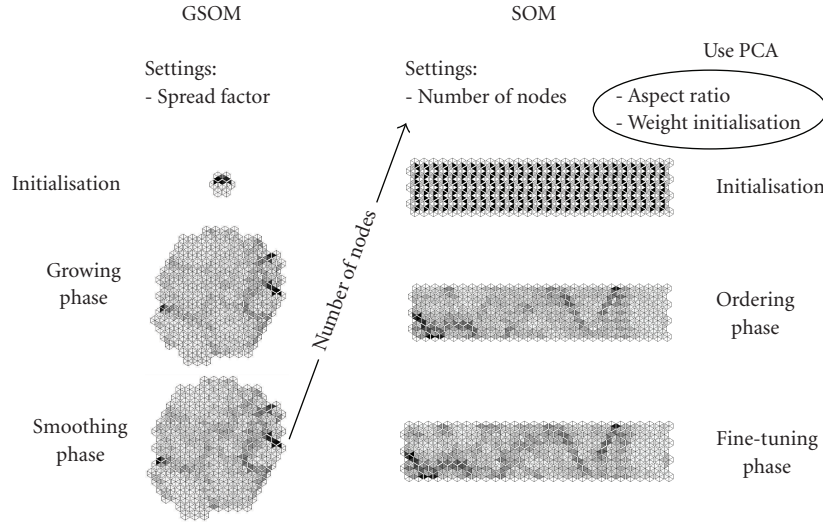 GSOM
SOM
Use PCA
Settings:
- Spread factor
Settings:
- Number of nodes
- Aspect ratio
- Weight initialisation
Initialisation
Initialisation
Growing
phase
Number of nodes
Ordering
phase
Smoothing
phase
Fine-tuning
phase